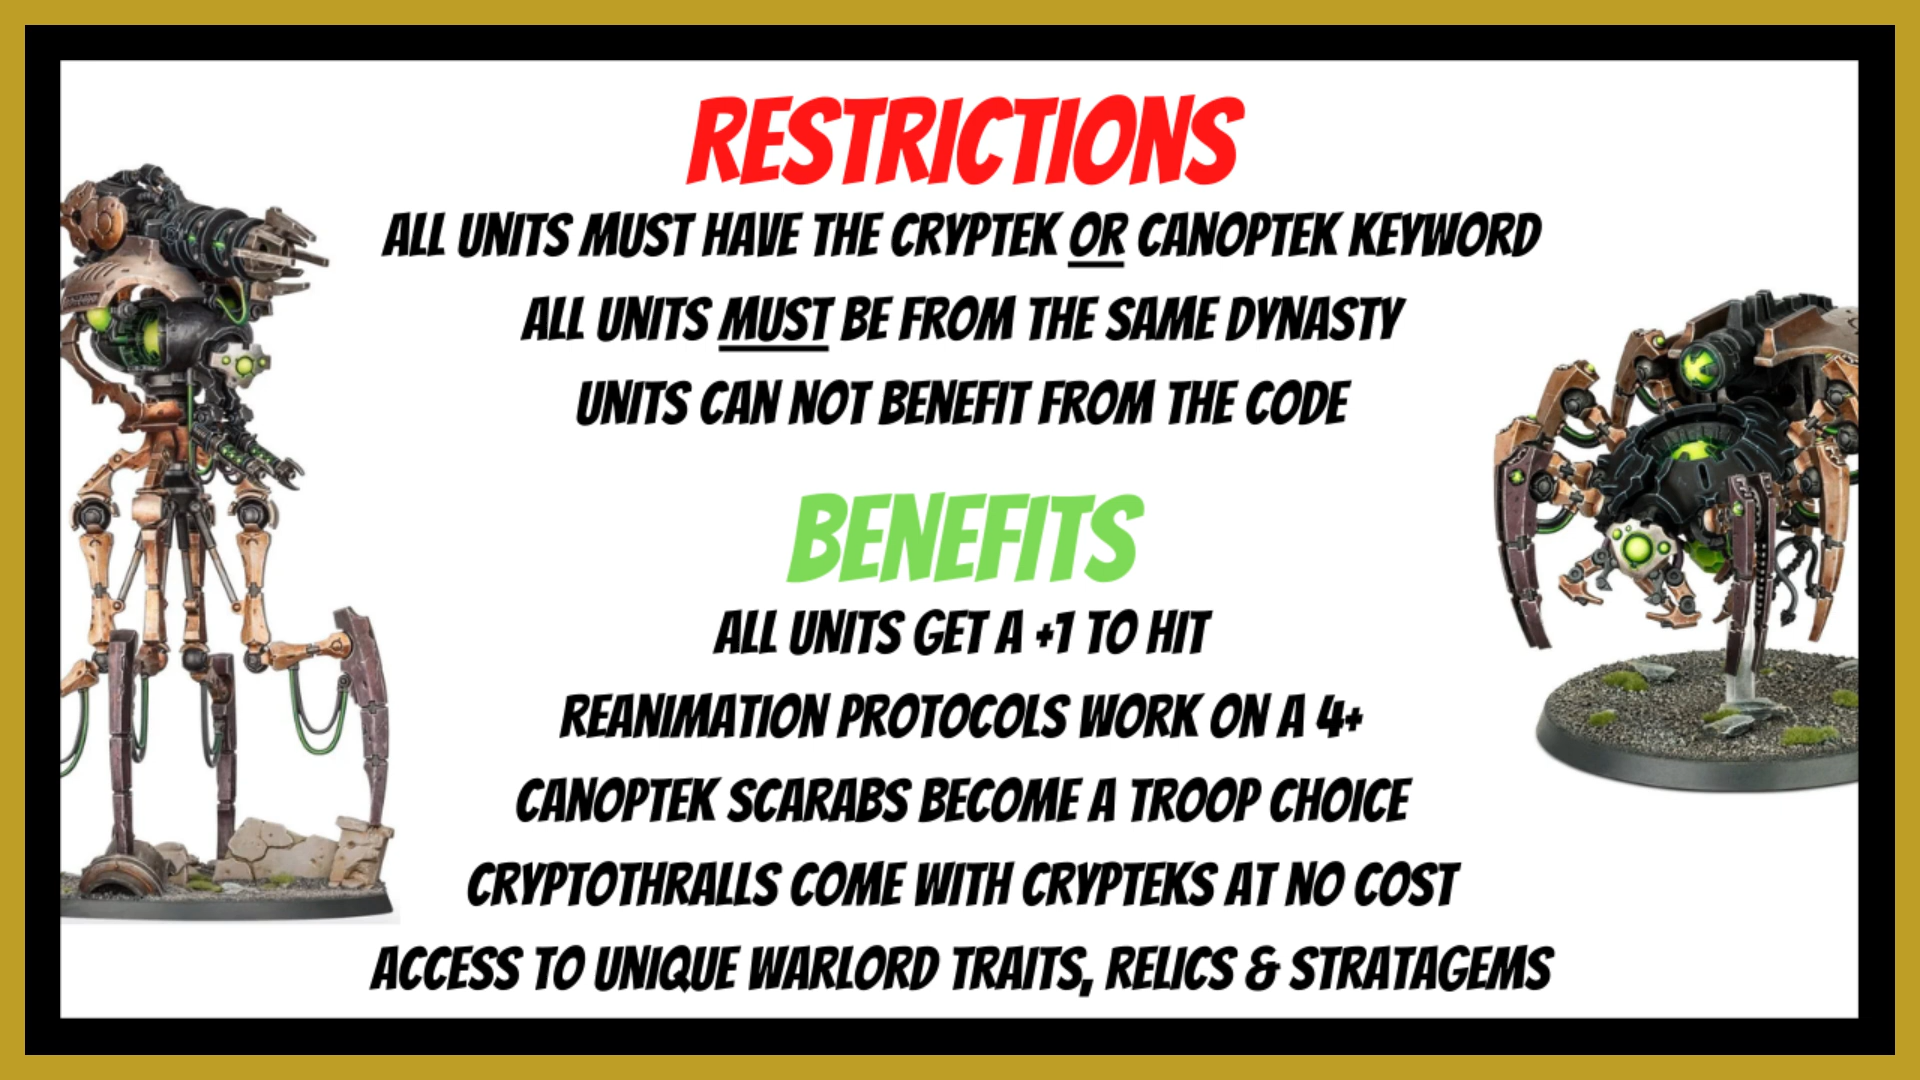 RESTRICTIONS
ALL UNITS MUST HAVE THE CRYPTEK OR CANOPTEK KEYWORD
ALL UNITS MUST BE FROM THE SAME DYNASTY
UNITS CAN NOT BENEFIT FROM THE CODE
BENEFITS
ALL UNITS GET A +1 TO HIT
REANIMATION PROTOCOLS WORK ON A 4+
CANOPTEK SCARABS BECOME A TROOP CHOICE
CRYPTOTHRALLS COME WITH CRYPTEKS AT NO COST
ACCESS TO UNIQUE WARLORD TRAITS, RELICS & STRATAGEMS